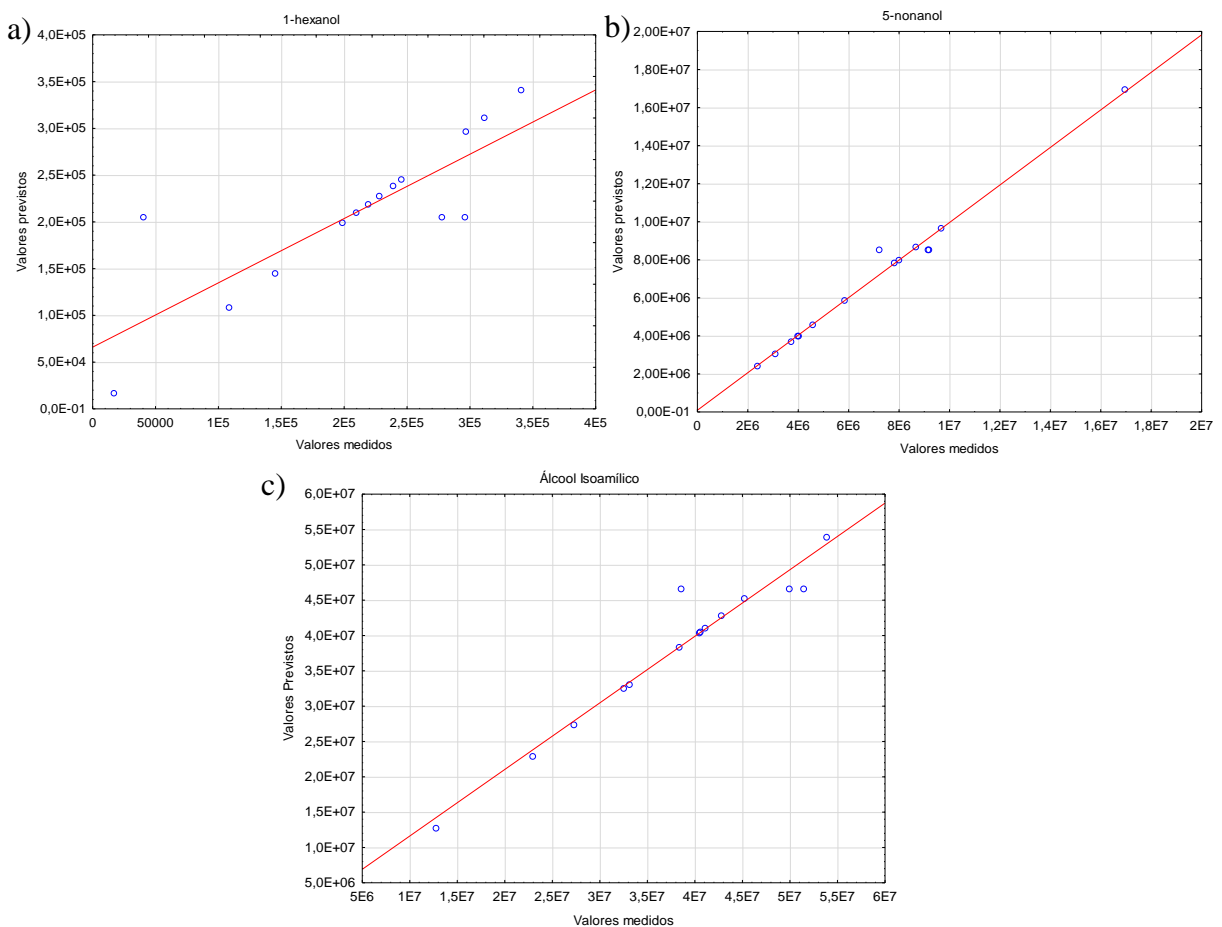 a)
1-hexanol
4,0E+05
3,5E+05
3,0E+05
2,5E+05
2,0E+05
1,5E+05
1,0E+05
5,0E+04
0,0E-01
Valores previstos
0 50000 1,E5 1,5E5 2,E5 2,5E5 3,E5 3,5E5 4,E5
Valores medidos
b)
5-nonanol
2,00E+07
1,80E+07
1,60E+07
1,40E+07
1,20E+07
1,00E+07
8,00E+06
6,00E+06
4,00E+06
2,00E+06
0,00E-01
Valores previstos
0 2E6 4E6 6E6 8E6 1E7 1,2E7 1,4E7 1,6E7 1,8E7 2E7
Valores medidos
c)
Álcool Isoamílico
6,0E+07
5,5E+07
5,0E+07
4,5E+07
4,0E+07
3,5E+07
3,0E+07
2,5E+07
2,0E+07
1,5E+07
1,0E+07
5,0E+06
Valores Previstos
5E6 1E7 1,5E7 2E7 2,5E7 3E7 3,5E7 4E7 4,5E7 5E7 5,5E7 6E7
Valores medidos